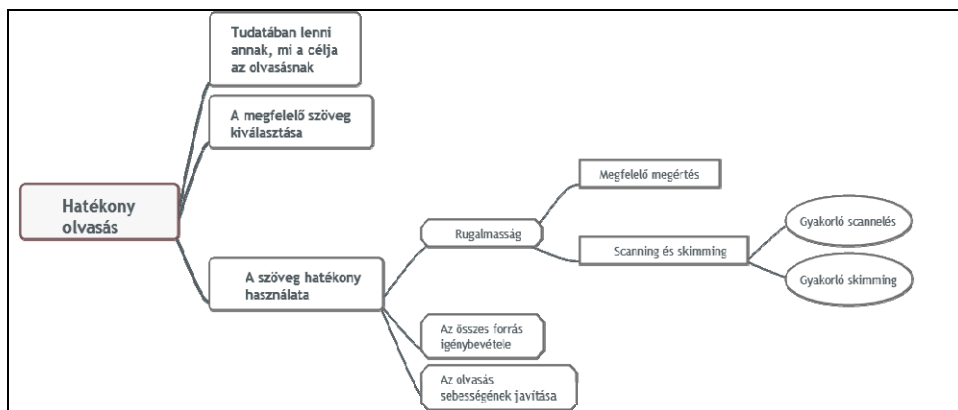 Tudatában lenni
annak, mi a célja
az olvasásnak
A megfelelő szöveg
kiválasztása
Hatékony
olvasás
A szöveg hatékony
használata
Rugalmasság
Megfelelő megértés
Scanning és skimming
Gyakorló scannelés
Gyakorló skimming
Az összes forrás
igénybevétele
Az olvasás
sebességének javítása